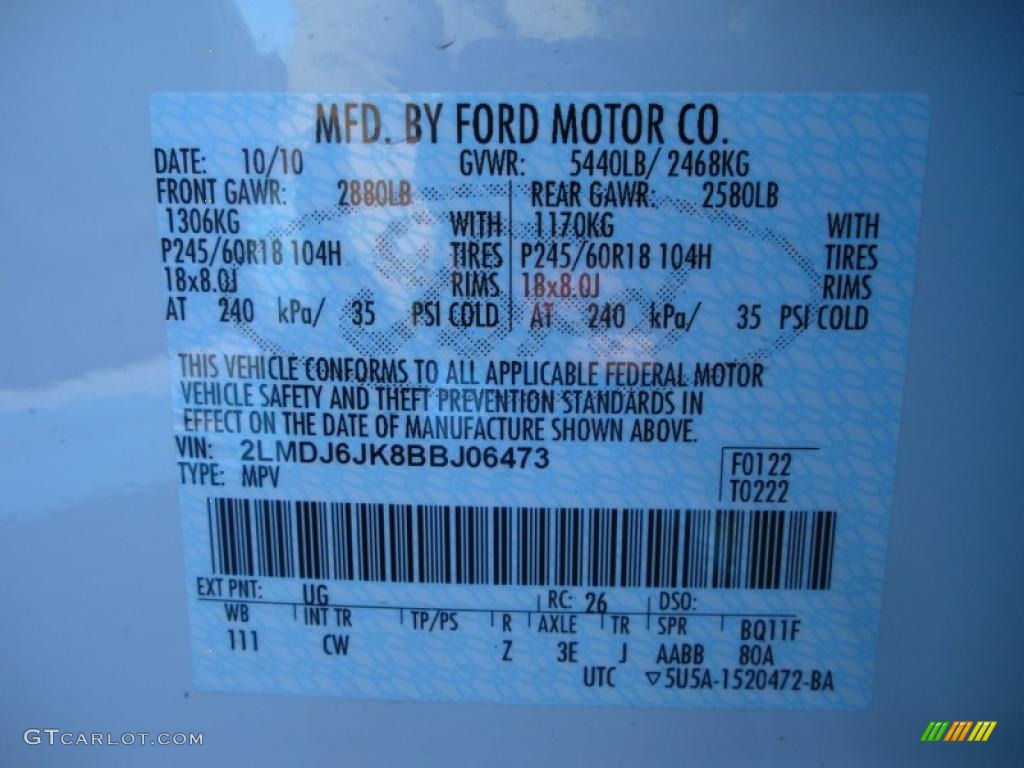 MFD. BY FORD MOTOR CO.
DATE: 10/10 GVWR: 5440LB/ 2468KG
FRONT GAWR: 2880LB REAR GAWR: 2580LB
1306KG WITH 1170KG WITH
P245/60R18 104H TIRES P245/60R18 104H TIRES
18x8.0J RIMS 18x8.0J RIMS
AT 240 kPa/ 35 PSI COLD AT 240 kPa/ 35 PSI COLD
THIS VEHICLE CONFORMS TO ALL APPLICABLE FEDERAL MOTOR
VEHICLE SAFETY AND THEFT PREVENTION STANDARDS IN
EFFECT ON THE DATE OF MANUFACTURE SHOWN ABOVE.
VIN: 2LMDJ6JK8BBJ06473 F0122
TYPE: MPV T0222
EXT PNT: UG RC: 26 DSO:
WB INT TR TP/PS R AXLE TR SPR BQ11F
111 CW Z 3E J AABB 80A
UTC ▽5U5A-1520472-BA
GTCARLOT.COM